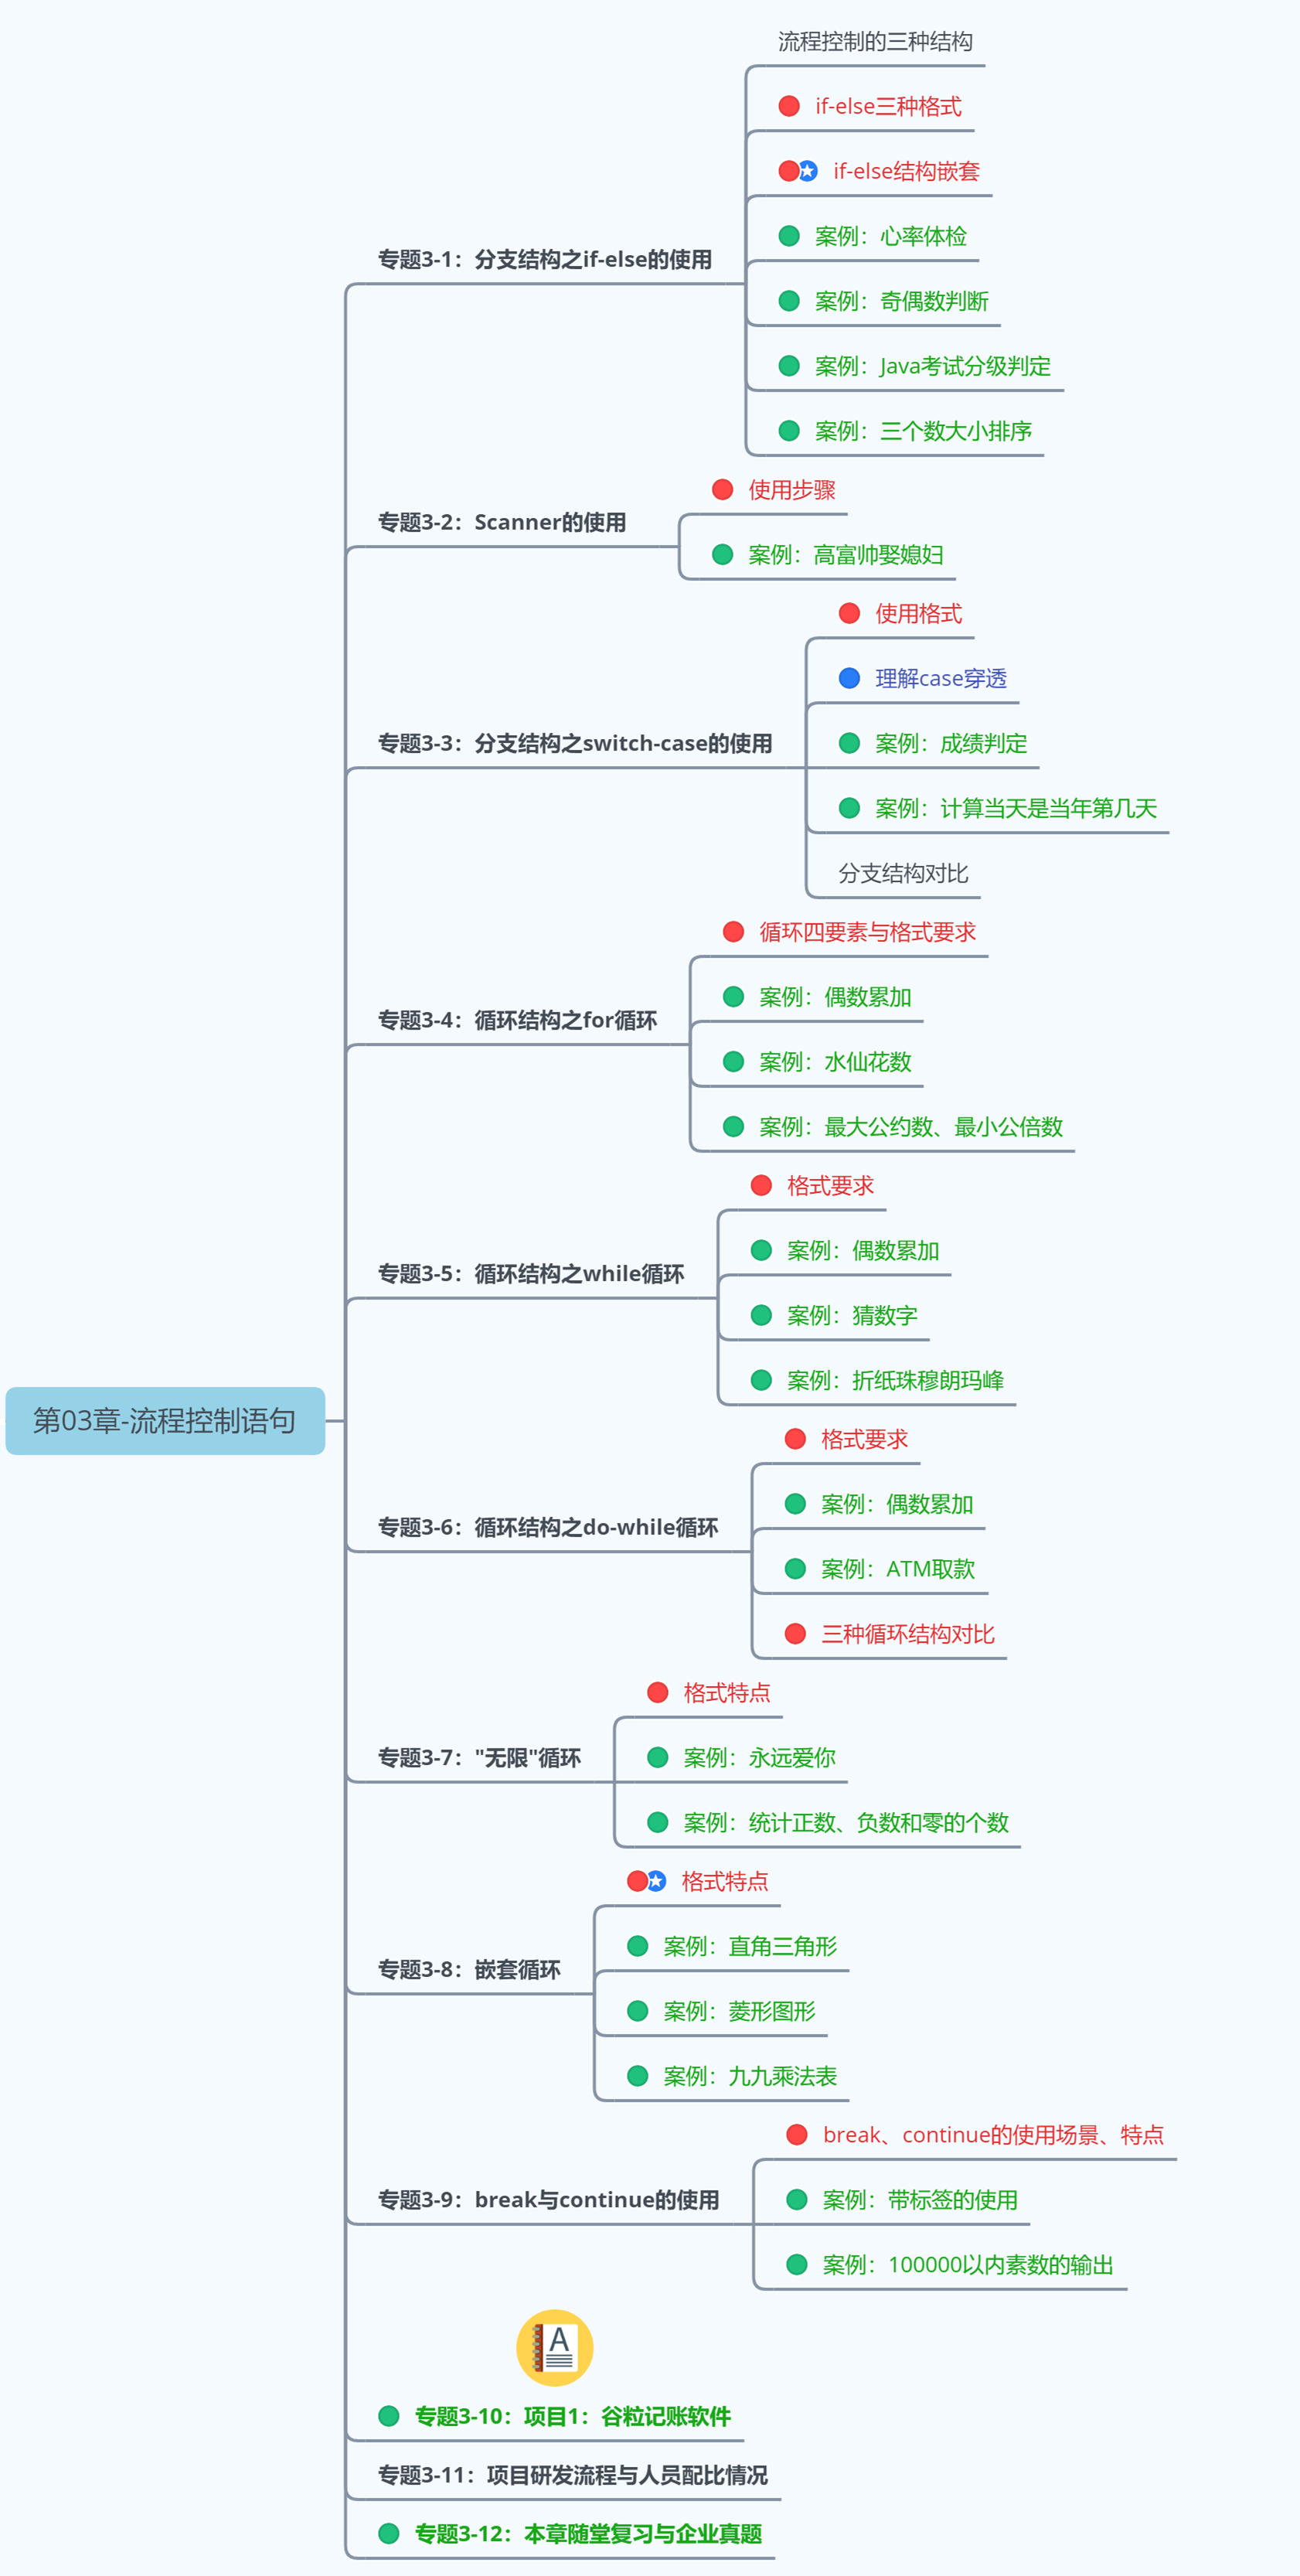 第03章-流程控制语句
专题3-1：分支结构之if-else的使用
流程控制的三种结构
if-else三种格式
if-else结构嵌套
案例：心率体检
案例：奇偶数判断
案例：Java考试分级判定
案例：三个数大小排序
专题3-2：Scanner的使用
使用步骤
案例：高富帅娶媳妇
专题3-3：分支结构之switch-case的使用
使用格式
理解case穿透
案例：成绩判定
案例：计算当天是当年第几天
分支结构对比
专题3-4：循环结构之for循环
循环四要素与格式要求
案例：偶数累加
案例：水仙花数
案例：最大公约数、最小公倍数
专题3-5：循环结构之while循环
格式要求
案例：偶数累加
案例：猜数字
案例：折纸珠穆朗玛峰
专题3-6：循环结构之do-while循环
格式要求
案例：偶数累加
案例：ATM取款
三种循环结构对比
专题3-7："无限"循环
格式特点
案例：永远爱你
案例：统计正数、负数和零的个数
专题3-8：嵌套循环
格式特点
案例：直角三角形
案例：菱形图形
案例：九九乘法表
专题3-9：break与continue的使用
break、continue的使用场景、特点
案例：带标签的使用
案例：100000以内素数的输出
A
专题3-10：项目1：谷粒记账软件
专题3-11：项目研发流程与人员配比情况
专题3-12：本章随堂复习与企业真题